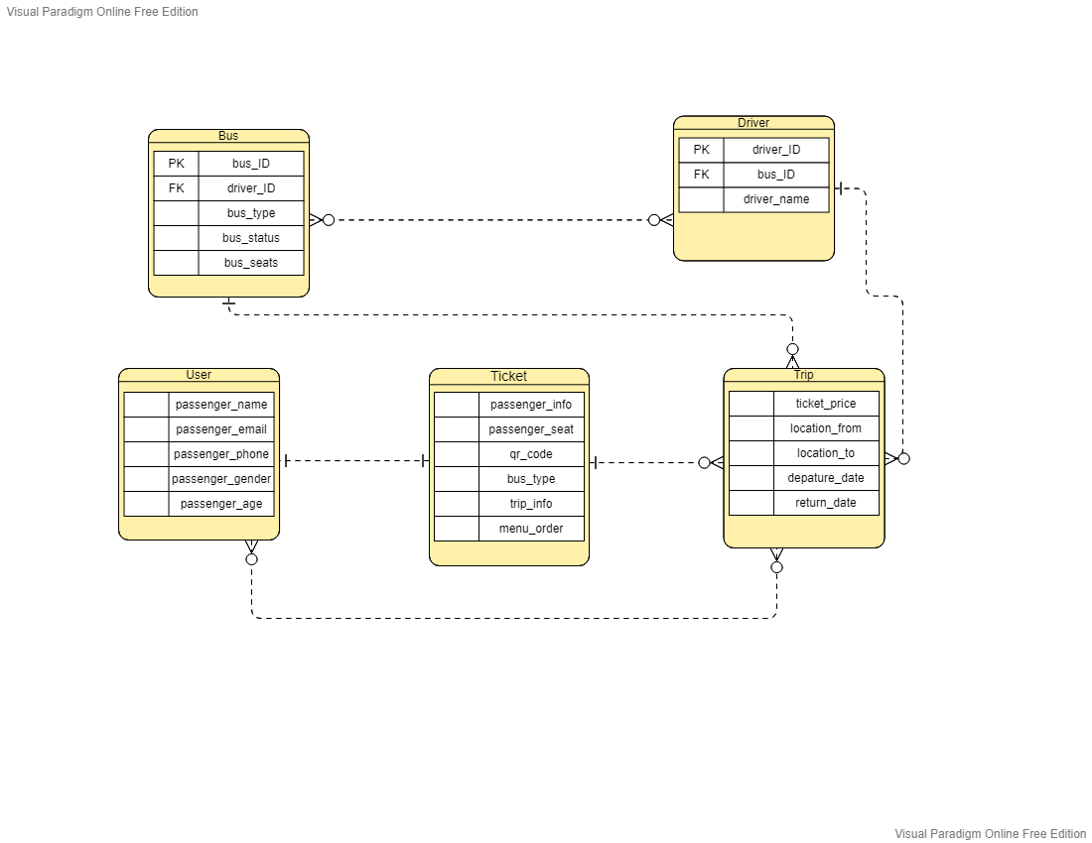 Visual Paradigm Online Free Edition
Bus
PK bus_ID
FK driver_ID
bus_type
bus_status
bus_seats
Driver
PK driver_ID
FK bus_ID
driver_name
User
passenger_name
passenger_email
passenger_phone
passenger_gender
passenger_age
Ticket
passenger_info
passenger_seat
qr_code
bus_type
trip_info
menu_order
Trip
ticket_price
location_from
location_to
depature_date
return_date
Visual Paradigm Online Free Edition